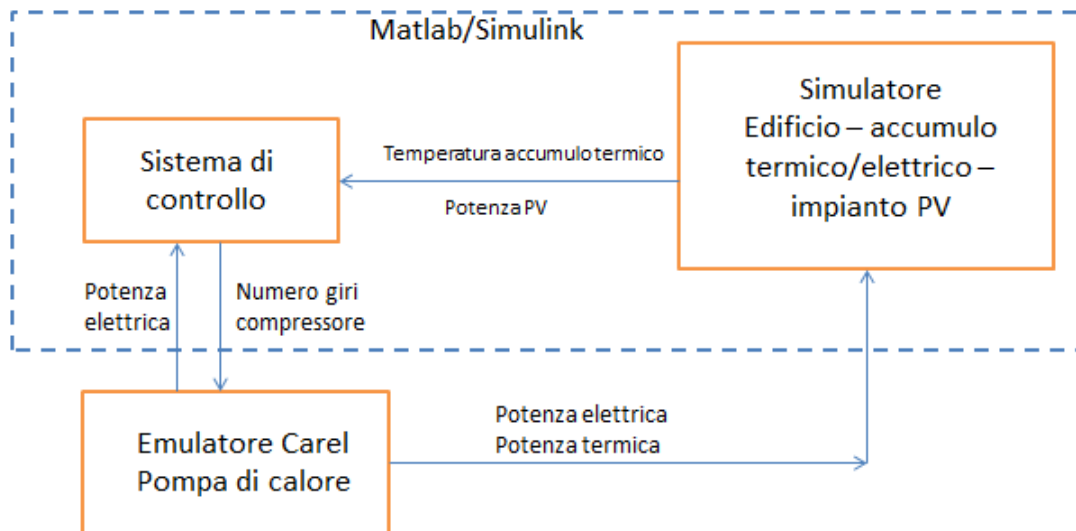 Matlab/Simulink
Simulatore
Edificio – accumulo
termico/elettrico –
impianto PV
Sistema di
controllo
Temperatura accumulo termico
Potenza PV
Potenza
elettrica
Numero giri
compressore
Emulatore Carel
Pompa di calore
Potenza elettrica
Potenza termica